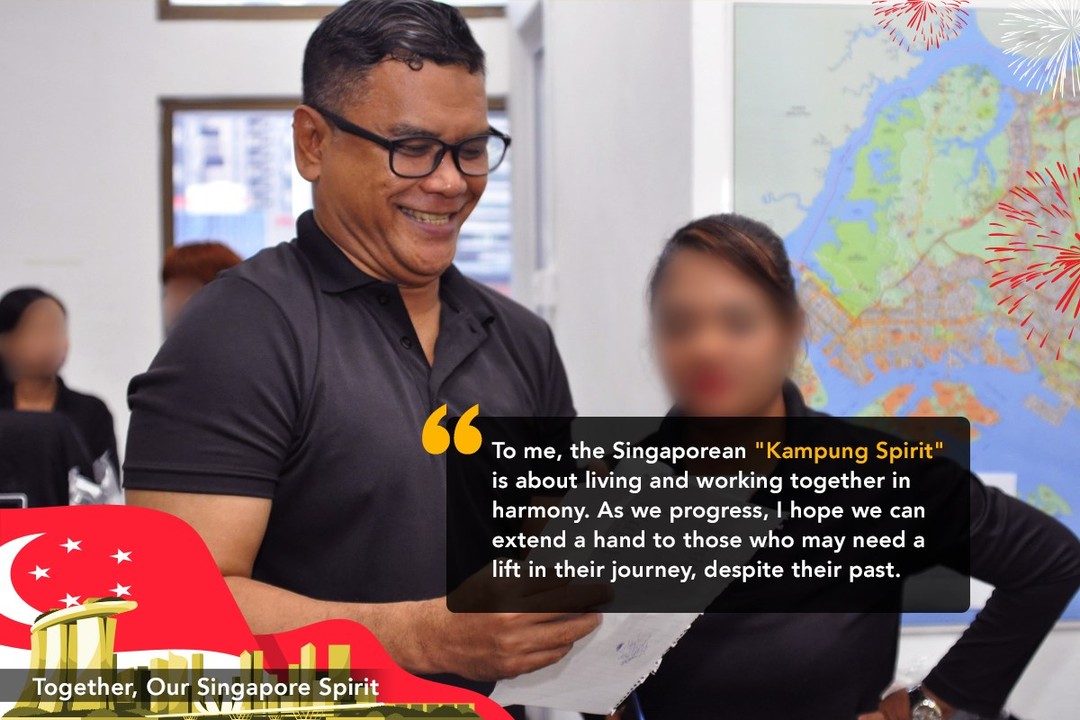 To me, the Singaporean "Kampung Spirit"
is about living and working together in
harmony. As we progress, I hope we can
extend a hand to those who may need a
lift in their journey, despite their past.
Together, Our Singapore Spirit